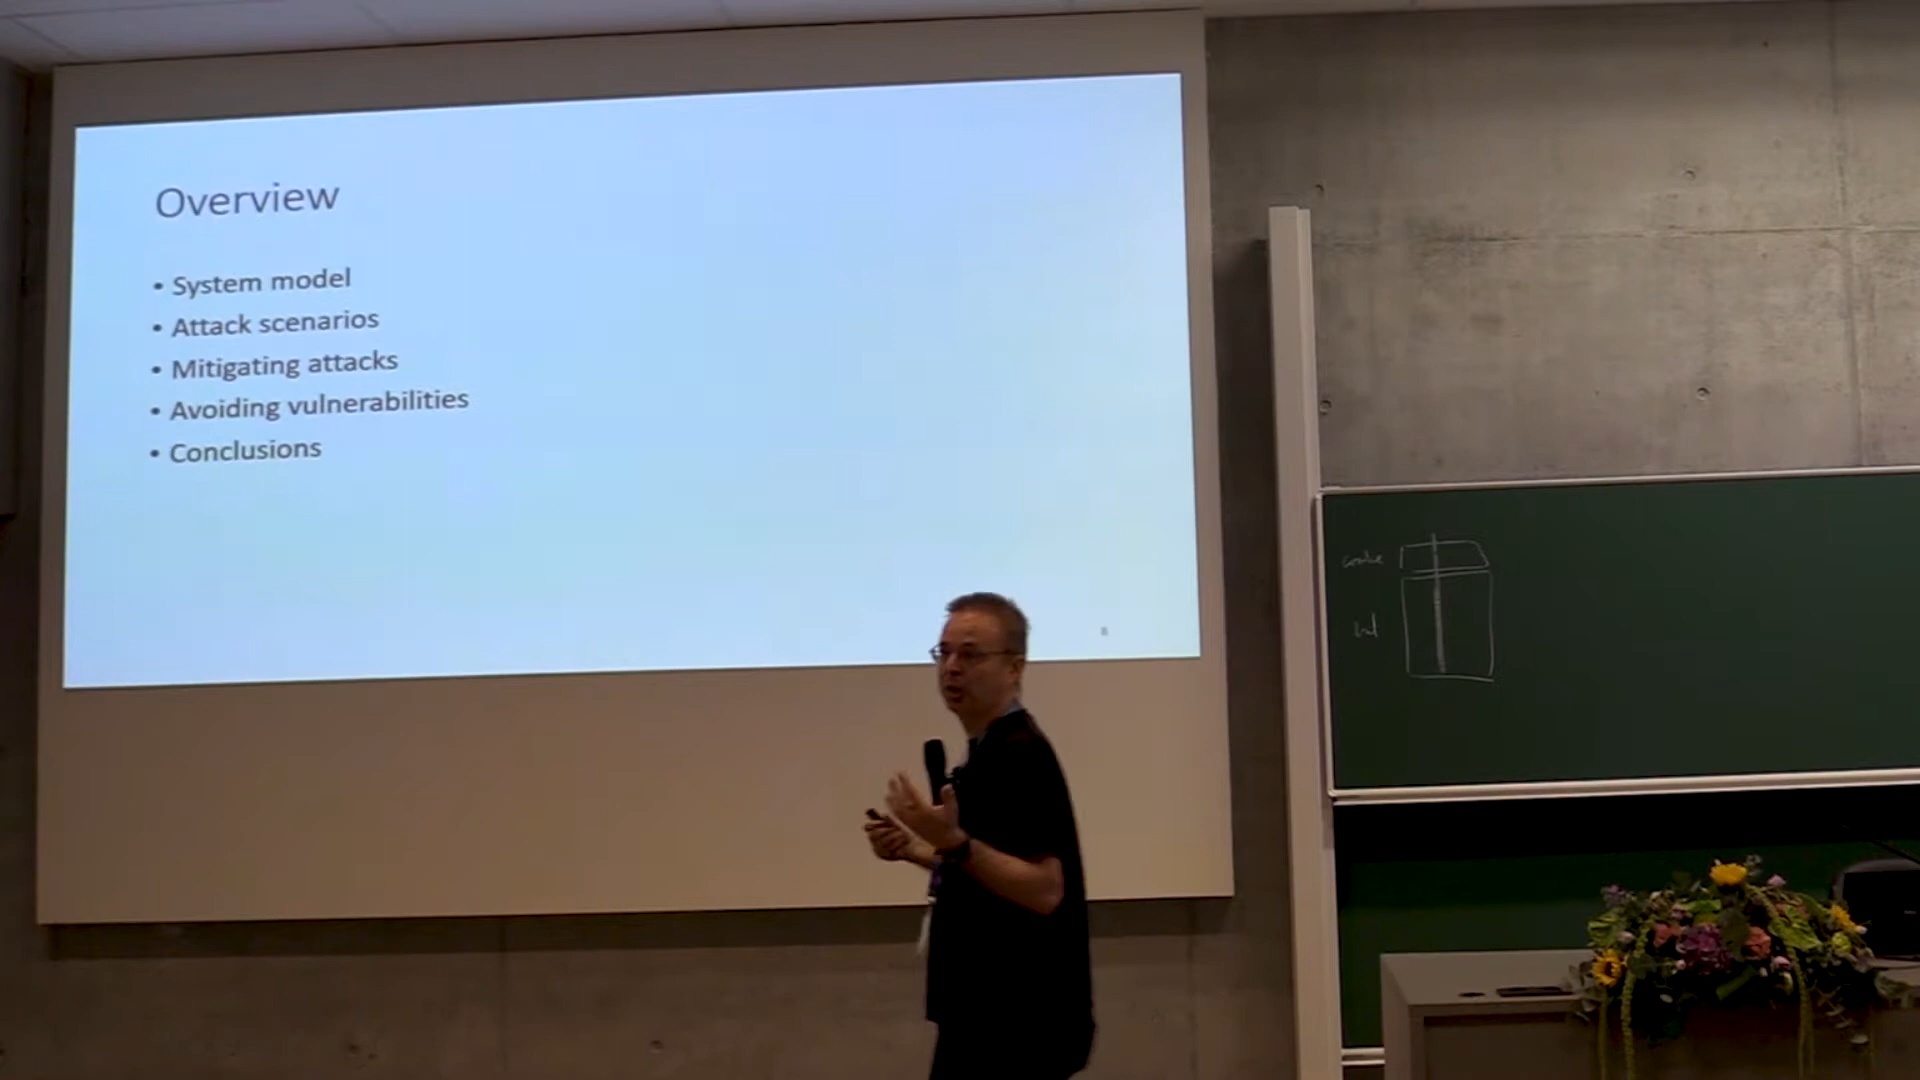 Overview
• System model
• Attack scenarios
• Mitigating attacks
• Avoiding vulnerabilities
• Conclusions